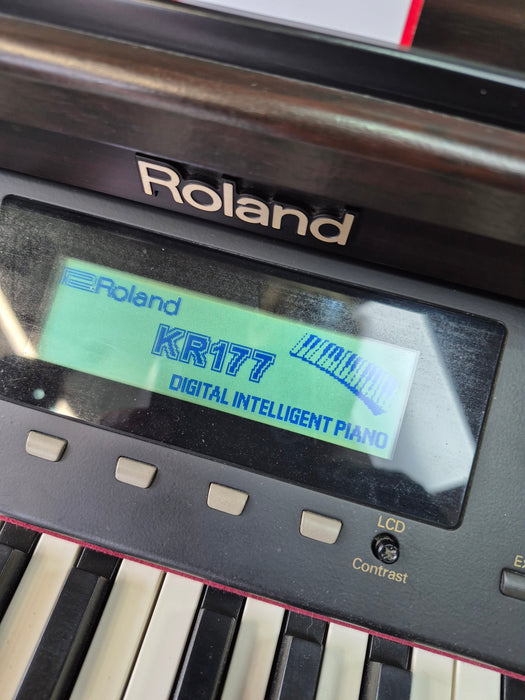 Roland
Roland
KR177
DIGITAL INTELLIGENT PIANO
LCD
Contrast